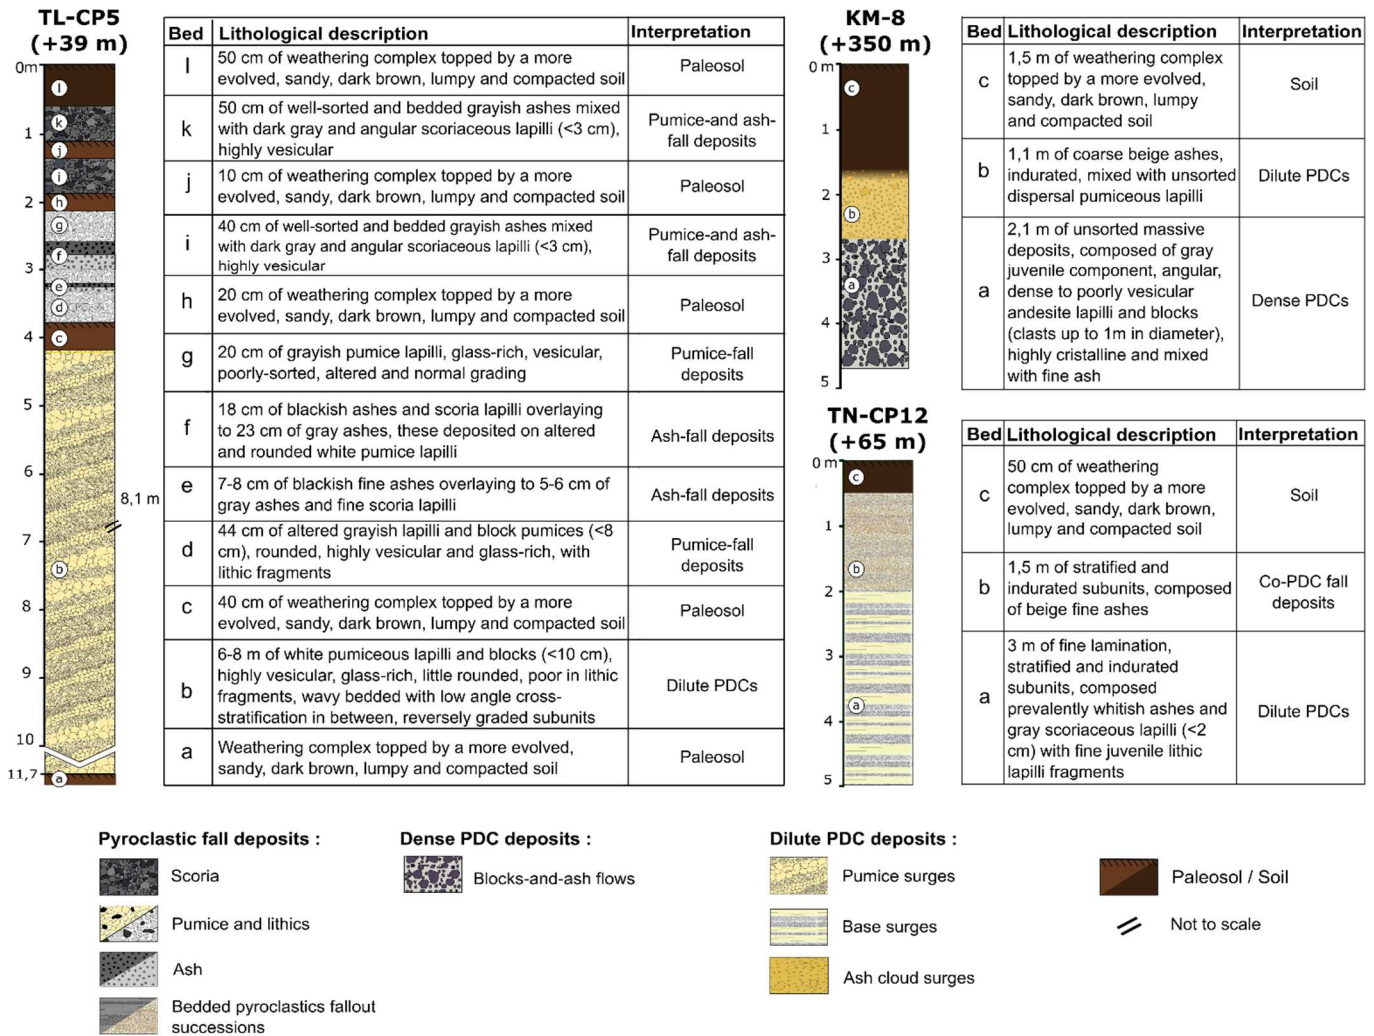 TL-CP5
(+39 m)
0m
1
2
3
4
5
6
7
8
9
10
11,7
8,1 m
l
k
j
i
h
g
f
e
d
c
b
a
Bed Lithological description Interpretation
l
50 cm of weathering complex topped by a more
evolved, sandy, dark brown, lumpy and compacted soil
Paleosol
k
50 cm of well-sorted and bedded grayish ashes mixed
with dark gray and angular scoriaceous lapilli (<3 cm),
highly vesicular
Pumice-and ash-
fall deposits
j
10 cm of weathering complex topped by a more
evolved, sandy, dark brown, lumpy and compacted soil
Paleosol
i
40 cm of well-sorted and bedded grayish ashes mixed
with dark gray and angular scoriaceous lapilli (<3 cm),
highly vesicular
Pumice-and ash-
fall deposits
h
20 cm of weathering complex topped by a more
evolved, sandy, dark brown, lumpy and compacted soil
Paleosol
g
20 cm of grayish pumice lapilli, glass-rich, vesicular,
poorly-sorted, altered and normal grading
Pumice-fall
deposits
f
18 cm of blackish ashes and scoria lapilli overlaying
to 23 cm of gray ashes, these deposited on altered
and rounded white pumice lapilli
Ash-fall deposits
e
7-8 cm of blackish fine ashes overlaying to 5-6 cm of
gray ashes and fine scoria lapilli
Ash-fall deposits
d
44 cm of altered grayish lapilli and block pumices (<8
cm), rounded, highly vesicular and glass-rich, with
lithic fragments
Pumice-fall
deposits
c
40 cm of weathering complex topped by a more
evolved, sandy, dark brown, lumpy and compacted soil
Paleosol
b
6-8 m of white pumiceous lapilli and blocks (<10 cm),
highly vesicular, glass-rich, little rounded, poor in lithic
fragments, wavy bedded with low angle cross-
stratification in between, reversely graded subunits
Dilute PDCs
a
Weathering complex topped by a more evolved,
sandy, dark brown, lumpy and compacted soil
Paleosol
KM-8
(+350 m)
0 m
1
2
3
4
5
c
b
a
Bed Lithological description Interpretation
c
1,5 m of weathering complex
topped by a more evolved,
sandy, dark brown, lumpy
and compacted soil
Soil
b
1,1 m of coarse beige ashes,
indurated, mixed with unsorted
dispersal pumiceous lapilli
Dilute PDCs
a
2,1 m of unsorted massive
deposits, composed of gray
juvenile component, angular,
dense to poorly vesicular
andesite lapilli and blocks
(clasts up to 1m in diameter),
highly cristalline and mixed
with fine ash
Dense PDCs
TN-CP12
(+65 m)
0 m
1
2
3
4
5
c
b
a
Bed Lithological description Interpretation
c
50 cm of weathering
complex topped by a more
evolved, sandy, dark brown,
lumpy and compacted soil
Soil
b
1,5 m of stratified and
indurated subunits, composed
of beige fine ashes
Co-PDC fall
deposits
a
3 m of fine lamination,
stratified and indurated
subunits, composed
prevalently whitish ashes and
gray scoriaceous lapilli (<2
cm) with fine juvenile lithic
lapilli fragments
Dilute PDCs
Pyroclastic fall deposits :
Scoria
Pumice and lithics
Ash
Bedded pyroclastics fallout
successions
Dense PDC deposits :
Blocks-and-ash flows
Dilute PDC deposits :
Pumice surges
Base surges
Ash cloud surges
Paleosol / Soil
Not to scale